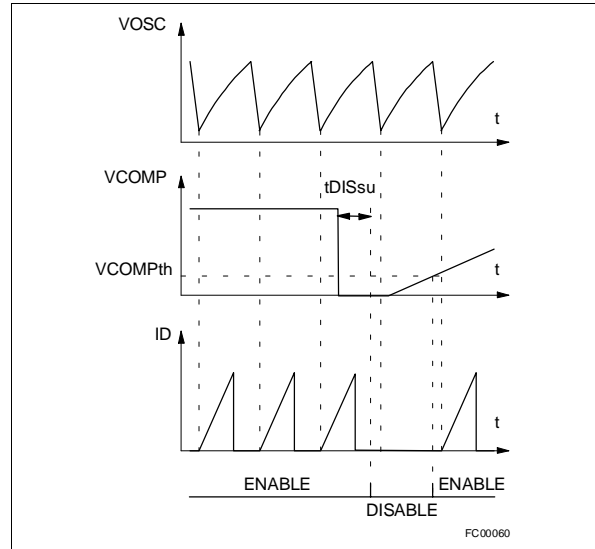 VOSC
t
VCOMP
tDISsu
VCOMPth
t
ID
t
ENABLE
ENABLE
DISABLE
FC00060